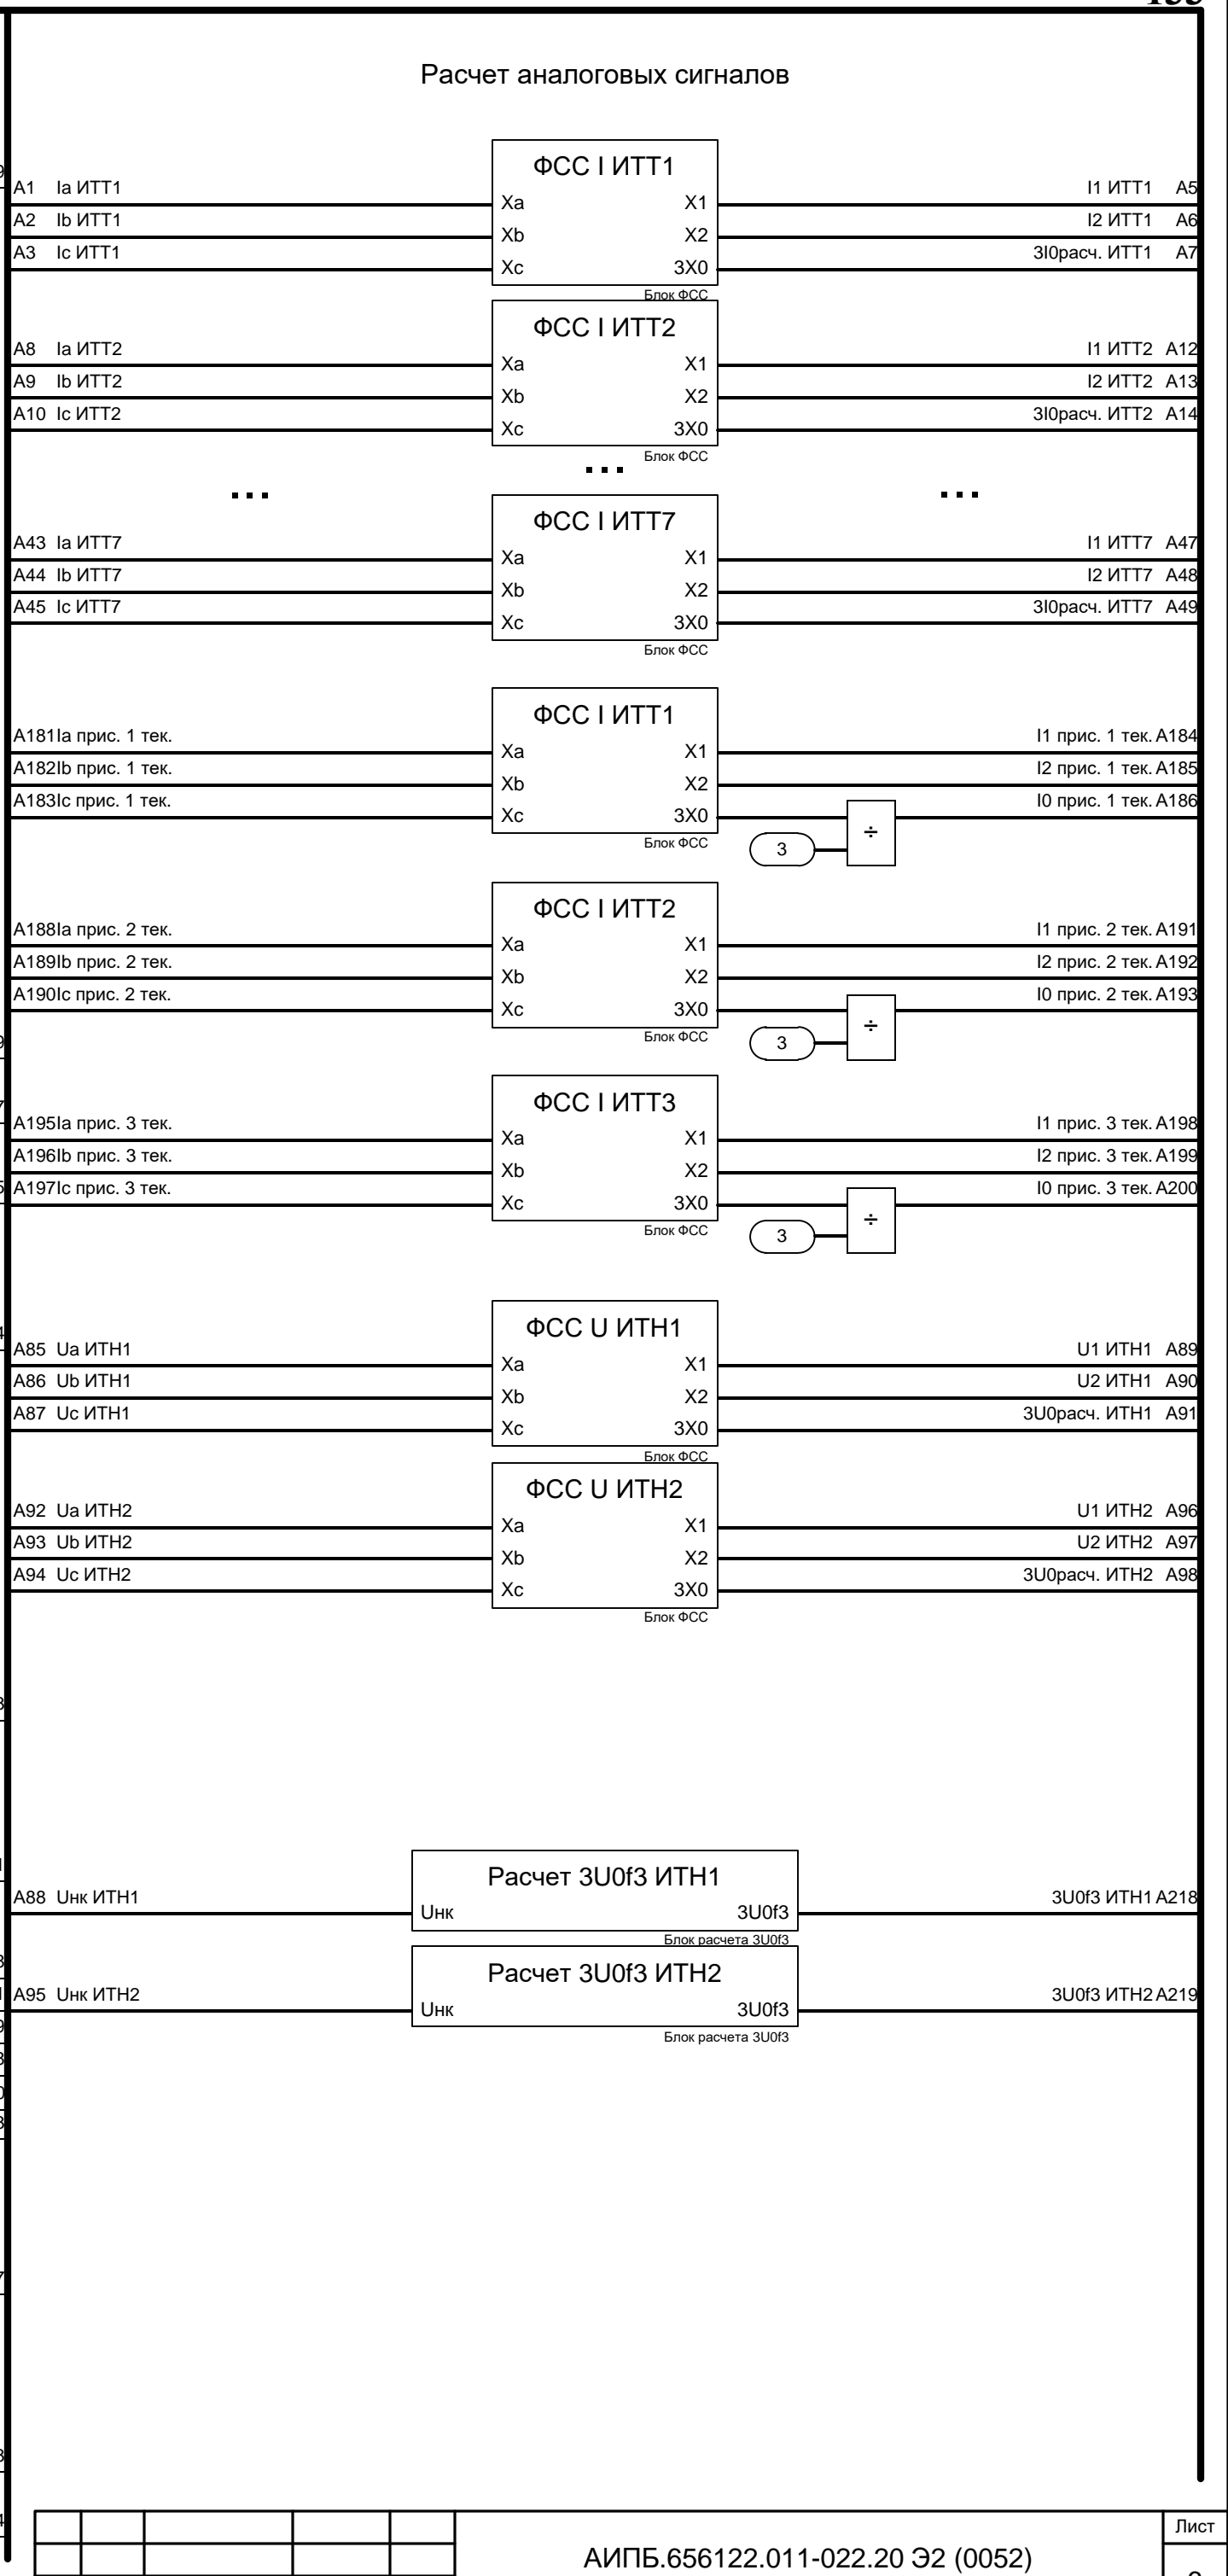 Расчет аналоговых сигналов
ФСС I ИТТ1
A1 Ia ИТТ1 Xa X1 I1 ИТТ1 A5
A2 Ib ИТТ1 Xb X2 I2 ИТТ1 A6
A3 Ic ИТТ1 Xc 3X0 3I0расч. ИТТ1 A7
Блок ФСС
ФСС I ИТТ2
A8 Ia ИТТ2 Xa X1 I1 ИТТ2 A12
A9 Ib ИТТ2 Xb X2 I2 ИТТ2 A13
A10 Ic ИТТ2 Xc 3X0 3I0расч. ИТТ2 A14
Блок ФСС
... ... ...
ФСС I ИТТ7
A43 Ia ИТТ7 Xa X1 I1 ИТТ7 A47
A44 Ib ИТТ7 Xb X2 I2 ИТТ7 A48
A45 Ic ИТТ7 Xc 3X0 3I0расч. ИТТ7 A49
Блок ФСС
ФСС I ИТТ1
A181 Ia прис. 1 тек. Xa X1 I1 прис. 1 тек. A184
A182 Ib прис. 1 тек. Xb X2 I2 прис. 1 тек. A185
A183 Ic прис. 1 тек. Xc 3X0 I0 прис. 1 тек. A186
Блок ФСС 3 ÷
ФСС I ИТТ2
A188 Ia прис. 2 тек. Xa X1 I1 прис. 2 тек. A191
A189 Ib прис. 2 тек. Xb X2 I2 прис. 2 тек. A192
A190 Ic прис. 2 тек. Xc 3X0 I0 прис. 2 тек. A193
Блок ФСС 3 ÷
ФСС I ИТТ3
A195 Ia прис. 3 тек. Xa X1 I1 прис. 3 тек. A198
A196 Ib прис. 3 тек. Xb X2 I2 прис. 3 тек. A199
A197 Ic прис. 3 тек. Xc 3X0 I0 прис. 3 тек. A200
Блок ФСС 3 ÷
ФСС U ИТН1
A85 Ua ИТН1 Xa X1 U1 ИТН1 A89
A86 Ub ИТН1 Xb X2 U2 ИТН1 A90
A87 Uc ИТН1 Xc 3X0 3U0расч. ИТН1 A91
Блок ФСС
ФСС U ИТН2
A92 Ua ИТН2 Xa X1 U1 ИТН2 A96
A93 Ub ИТН2 Xb X2 U2 ИТН2 A97
A94 Uc ИТН2 Xc 3X0 3U0расч. ИТН2 A98
Блок ФСС
Расчет 3U0f3 ИТН1
A88 Uнк ИТН1 Uнк 3U0f3 3U0f3 ИТН1 A218
Блок расчета 3U0f3
Расчет 3U0f3 ИТН2
A95 Uнк ИТН2 Uнк 3U0f3 3U0f3 ИТН2 A219
Блок расчета 3U0f3
Лист
АИПБ.656122.011-022.20 Э2 (0052)